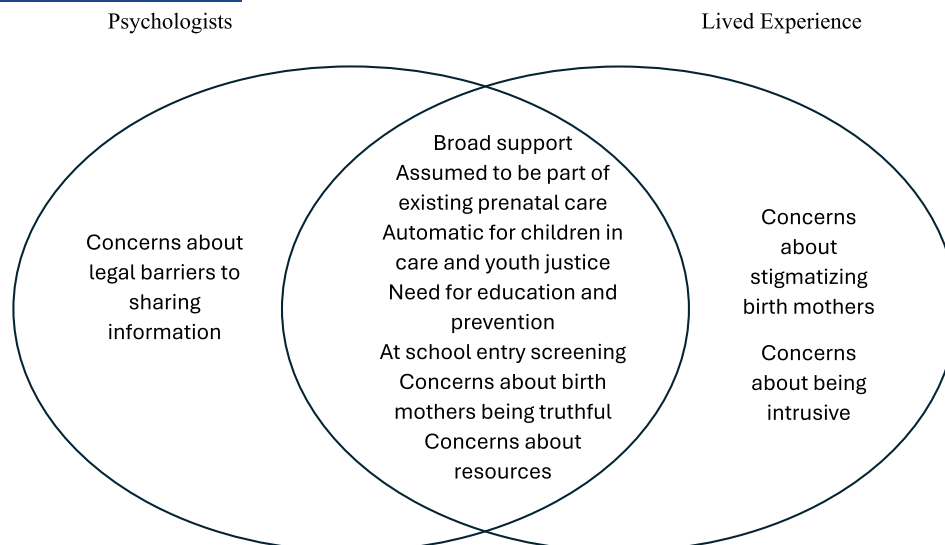 Psychologists
Lived Experience
Concerns about
legal barriers to
sharing
information
Broad support
Assumed to be part of
existing prenatal care
Automatic for children in
care and youth justice
Need for education and
prevention
At school entry screening
Concerns about birth
mothers being truthful
Concerns about
resources
Concerns
about
stigmatizing
birth mothers
Concerns
about being
intrusive